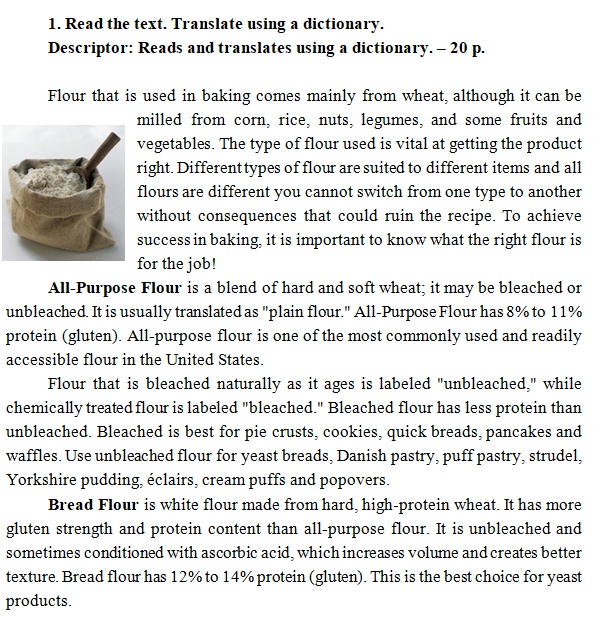 1. Read the text. Translate using a dictionary.
Descriptor: Reads and translates using a dictionary. – 20 p.
Flour that is used in baking comes mainly from wheat, although it can be
milled from corn, rice, nuts, legumes, and some fruits and
vegetables. The type of flour used is vital at getting the product
right. Different types of flour are suited to different items and all
flours are different you cannot switch from one type to another
without consequences that could ruin the recipe. To achieve
success in baking, it is important to know what the right flour is
for the job!
All-Purpose Flour is a blend of hard and soft wheat; it may be bleached or
unbleached. It is usually translated as "plain flour." All-Purpose Flour has 8% to 11%
protein (gluten). All-purpose flour is one of the most commonly used and readily
accessible flour in the United States.
Flour that is bleached naturally as it ages is labeled "unbleached," while
chemically treated flour is labeled "bleached." Bleached flour has less protein than
unbleached. Bleached is best for pie crusts, cookies, quick breads, pancakes and
waffles. Use unbleached flour for yeast breads, Danish pastry, puff pastry, strudel,
Yorkshire pudding, éclairs, cream puffs and popovers.
Bread Flour is white flour made from hard, high-protein wheat. It has more
gluten strength and protein content than all-purpose flour. It is unbleached and
sometimes conditioned with ascorbic acid, which increases volume and creates better
texture. Bread flour has 12% to 14% protein (gluten). This is the best choice for yeast
products.